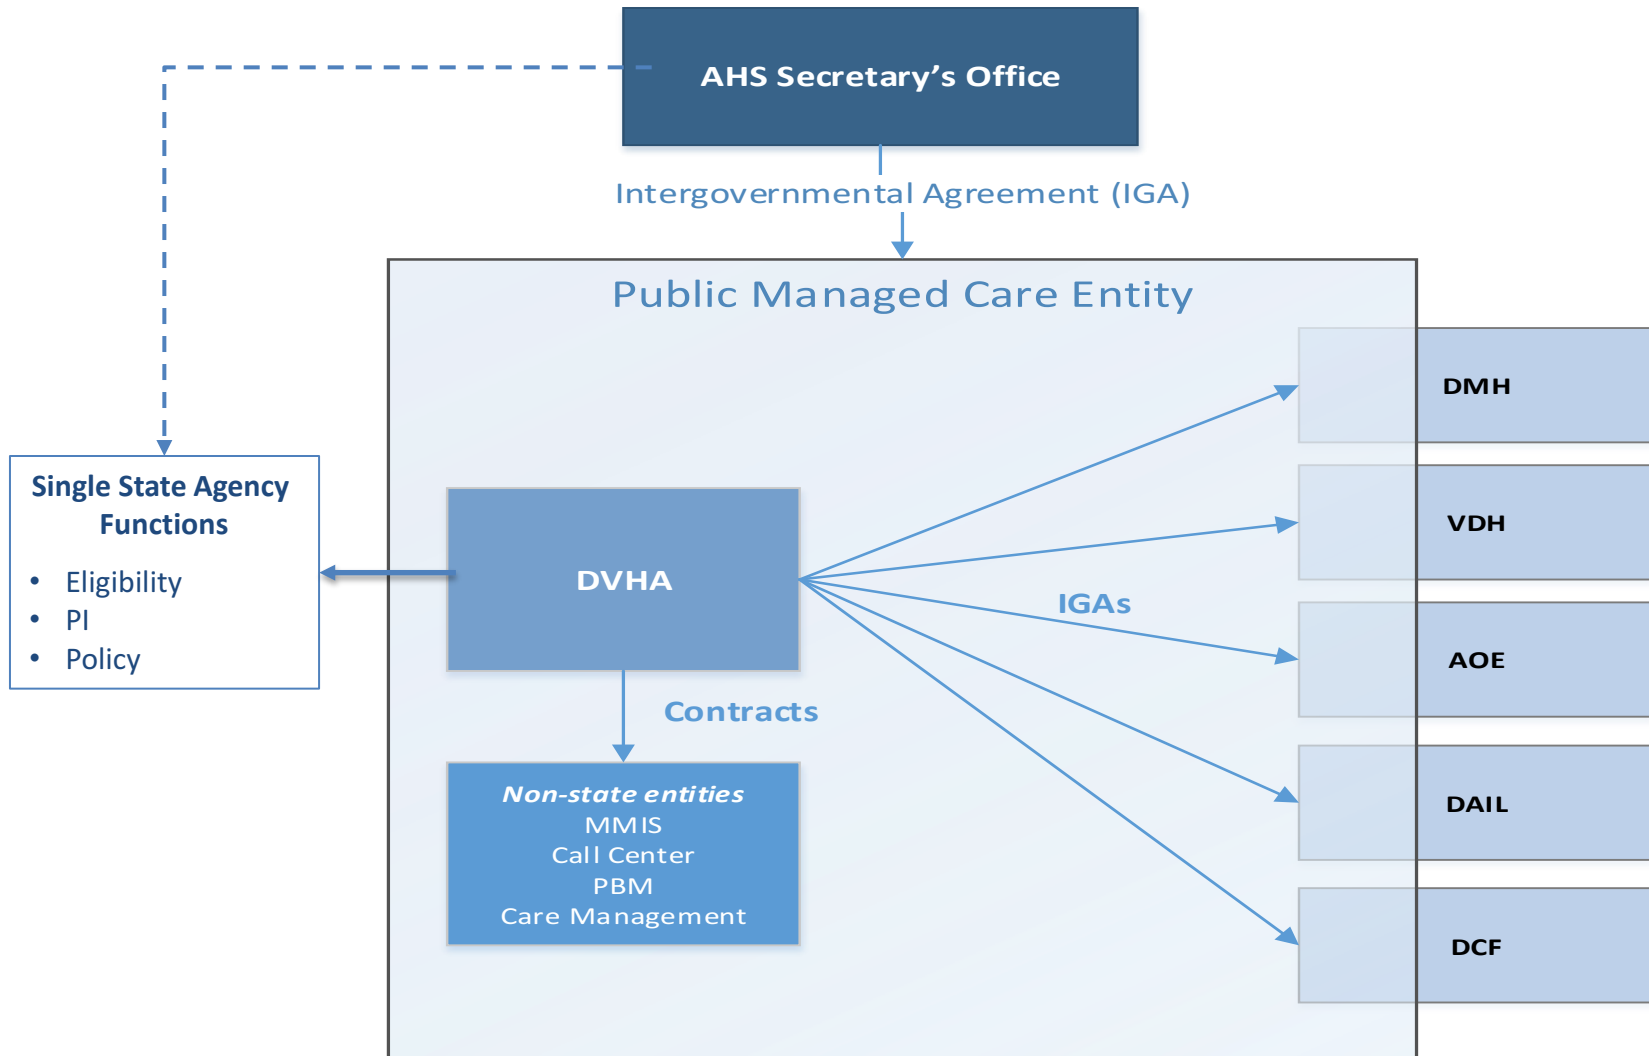 AHS Secretary's Office
Intergovernmental Agreement (IGA)
Public Managed Care Entity
Single State Agency
Functions
• Eligibility
• PI
• Policy
DVHA
Contracts
Non-state entities
MMIS
Call Center
PBM
Care Management
IGAs
DMH
VDH
AOE
DAIL
DCF